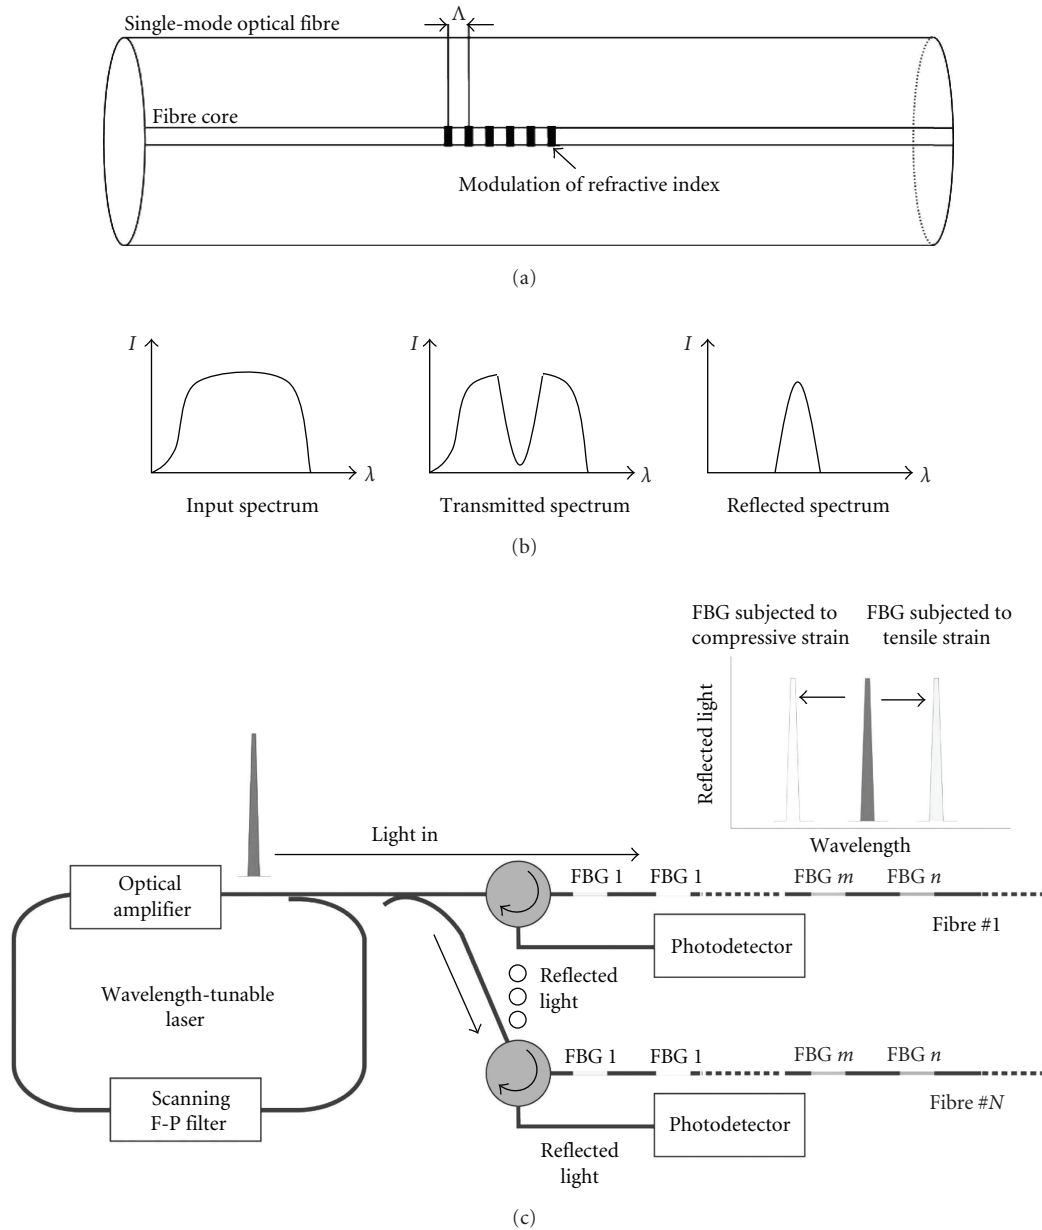 Single-mode optical fibre
Λ
Fibre core
Modulation of refractive index
(a)
I
λ
Input spectrum
I
λ
Transmitted spectrum
I
λ
Reflected spectrum
(b)
FBG subjected to
compressive strain
FBG subjected to
tensile strain
Reflected light
Wavelength
Light in
Optical
amplifier
FBG 1
FBG 1
FBG m
FBG n
Fibre #1
Photodetector
Reflected
light
Wavelength-tunable
laser
FBG 1
FBG 1
FBG m
FBG n
Fibre #N
Scanning
F-P filter
Photodetector
Reflected
light
(c)